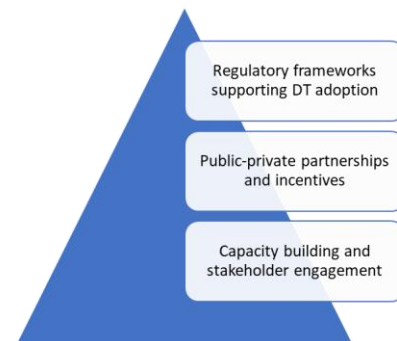 Regulatory frameworks
supporting DT adoption
Public-private partnerships
and incentives
Capacity building and
stakeholder engagement